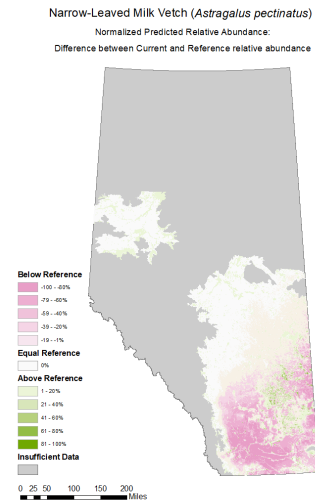 Narrow-Leaved Milk Vetch (Astragalus pectinatus)
Normalized Predicted Relative Abundance:
Difference between Current and Reference relative abundance
Below Reference
-100 - -80%
-79 - -60%
-59 - -40%
-39 - -20%
-19 - -1%
Equal Reference
0%
Above Reference
1 - 20%
21 - 40%
41 - 60%
61 - 80%
81 - 100%
Insufficient Data
0 25 50 100 150 200
Miles